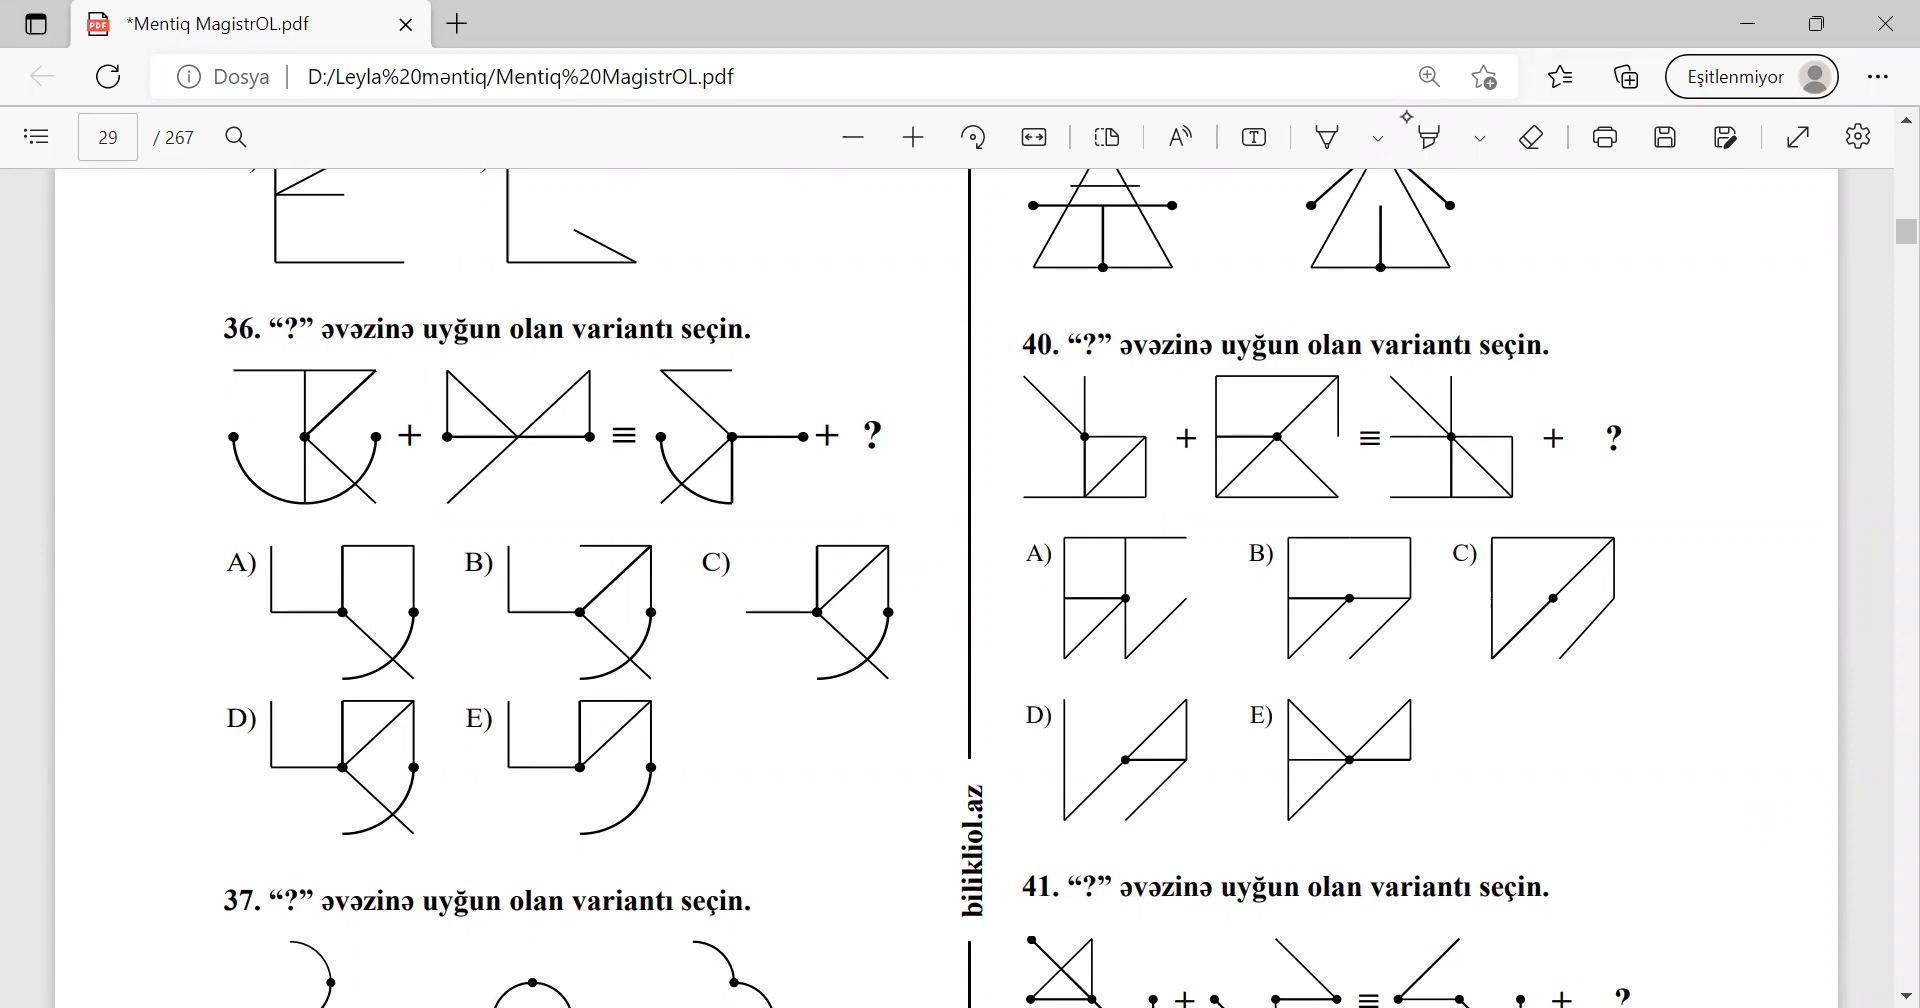 *Mentiq MagistrOL.pdf
Dosya
D:/Leyla%20məntiq/Mentiq%20MagistrOL.pdf
Eşitlenmiyor
29 / 267
36. “?” əvəzinə uyğun olan variantı seçin.
+ ≡ + ?
A) B) C)
D) E)
37. “?” əvəzinə uyğun olan variantı seçin.
bilikliol.az
40. “?” əvəzinə uyğun olan variantı seçin.
+ ≡ + ?
A) B) C)
D) E)
41. “?” əvəzinə uyğun olan variantı seçin.
+ ≡ + ?